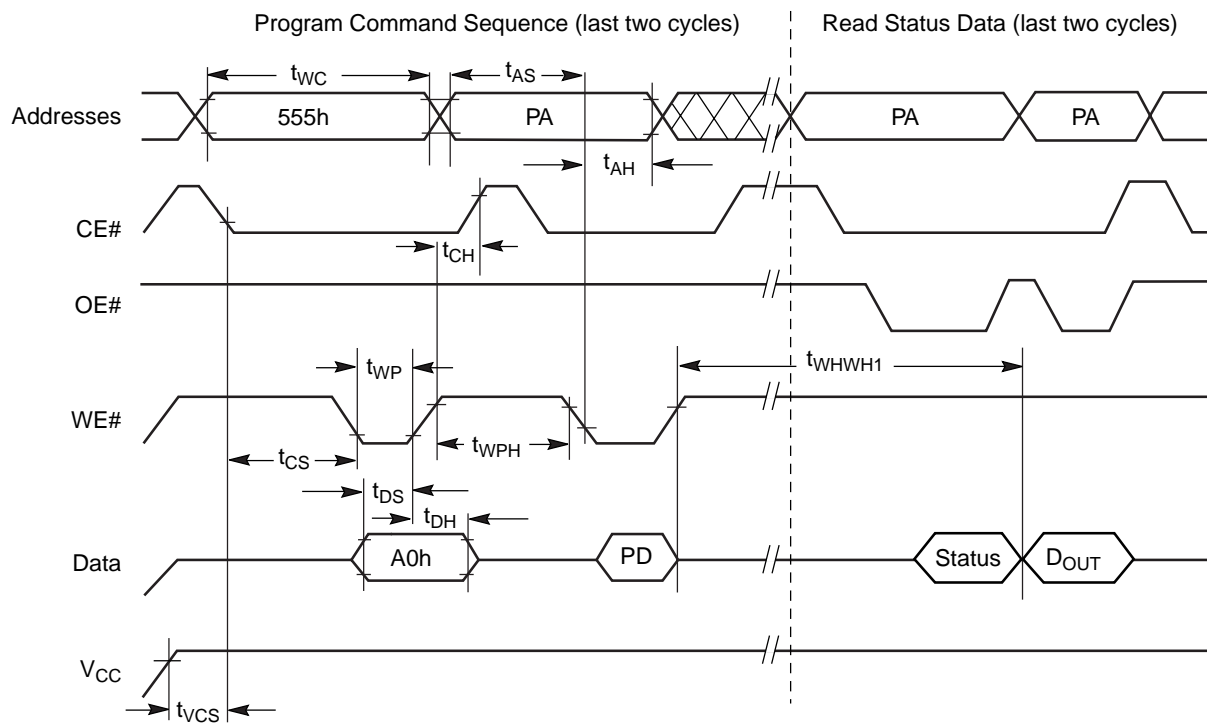 Program Command Sequence (last two cycles)
Read Status Data (last two cycles)
tWC
tAS
Addresses
555h
PA
PA
PA
tAH
CE#
tCH
OE#
tWP
tWHWH1
WE#
tCS
tWPH
tDS
tDH
Data
A0h
PD
Status
DOUT
VCC
tVCS